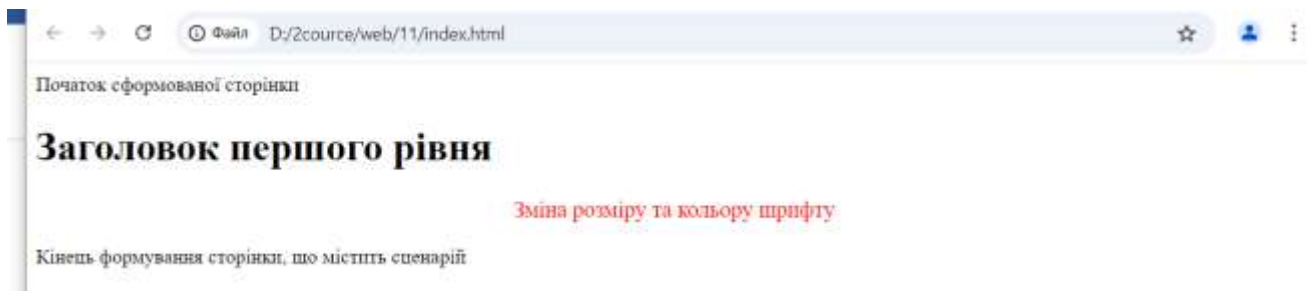 Файл D:/2cource/web/11/index.html
Початок сформованої сторінки
Заголовок першого рівня
Зміна розміру та кольору шрифту
Кінець формування сторінки, що містить сценарій